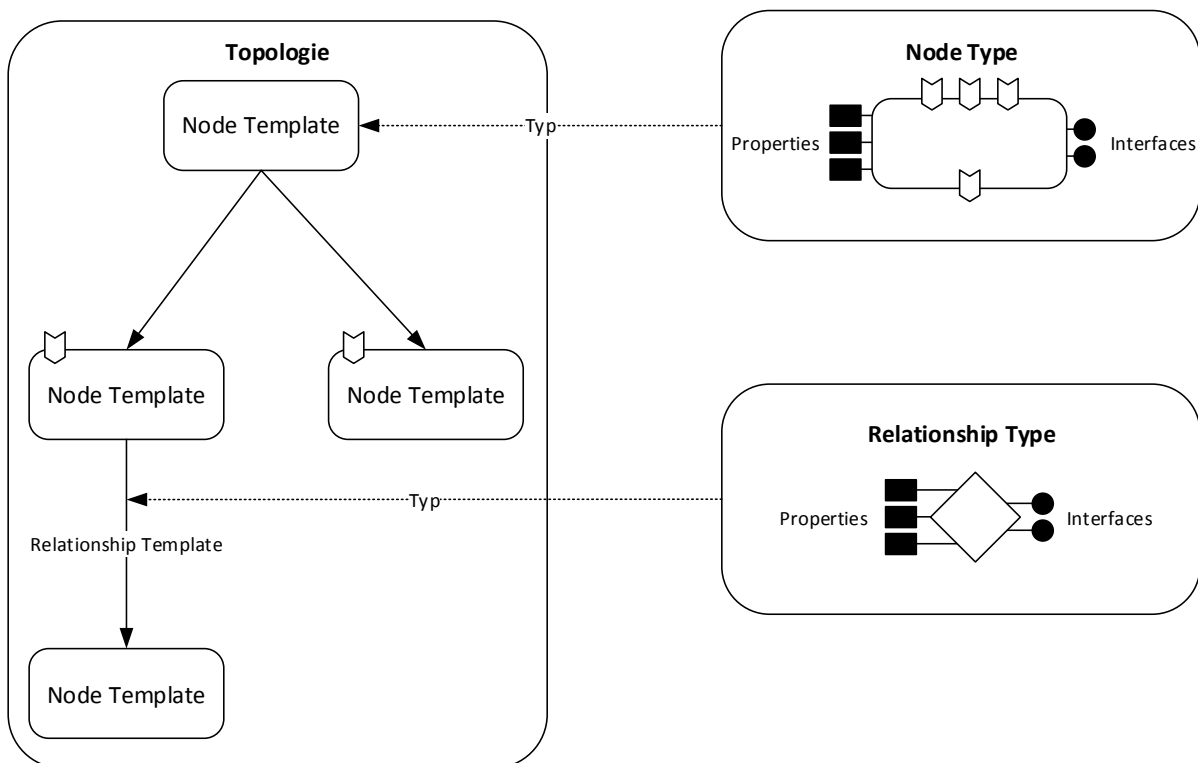 Topologie
Node Template
Typ
Node Template
Node Template
Typ
Relationship Template
Node Template
Node Type
Properties
Interfaces
Relationship Type
Properties
Interfaces